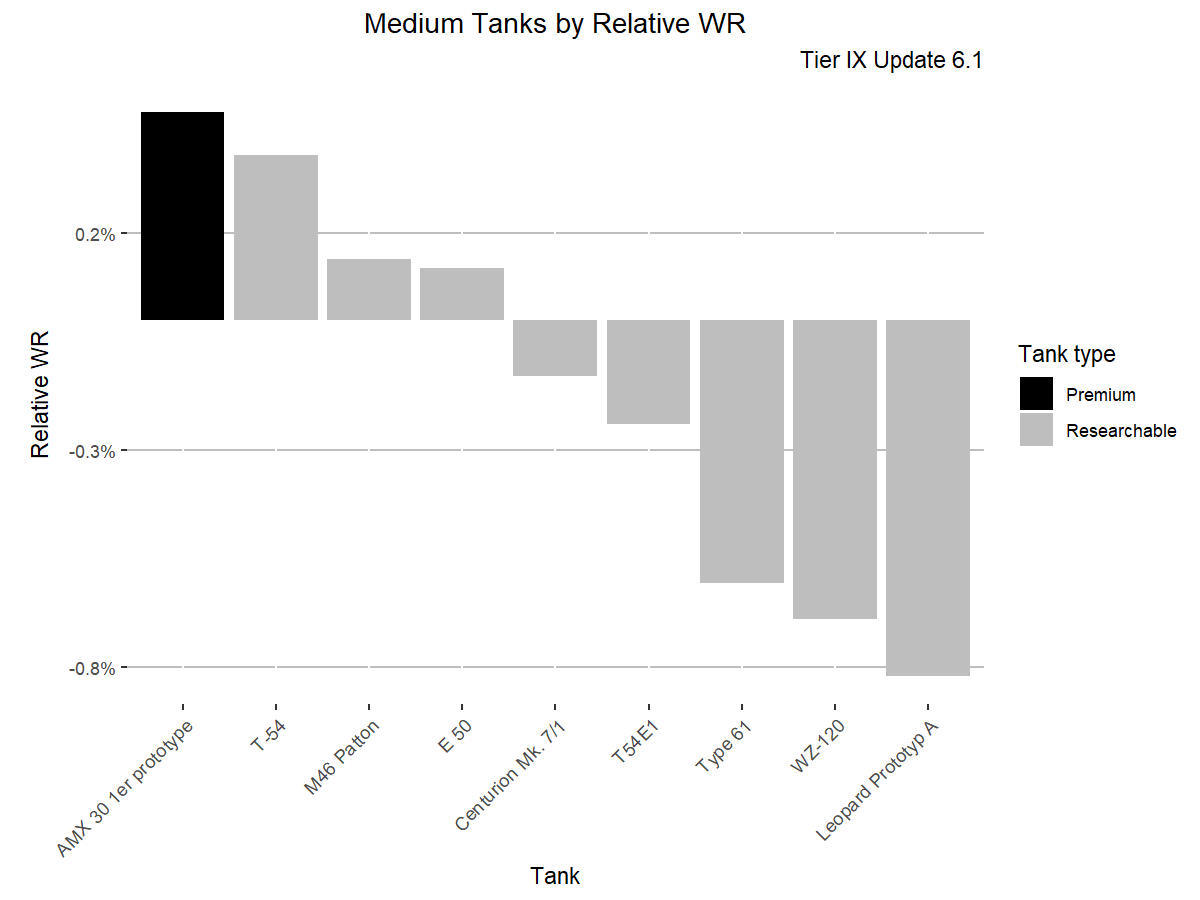 Medium Tanks by Relative WR
Tier IX Update 6.1
Relative WR
0.2%
-0.3%
-0.8%
AMX 30 1er prototype
T-54
M46 Patton
E 50
Centurion Mk. 7/1
T54E1
Type 61
WZ-120
Leopard Prototyp A
Tank
Tank type
Premium
Researchable